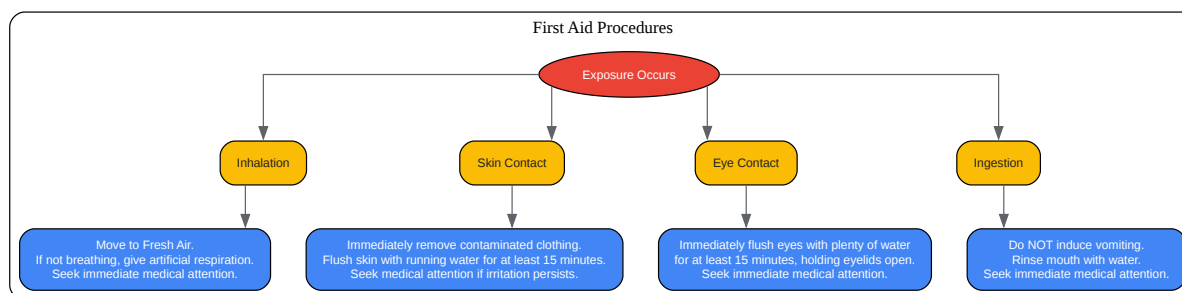 First Aid Procedures
Exposure Occurs
Inhalation
Skin Contact
Eye Contact
Ingestion
Move to Fresh Air.
If not breathing, give artificial respiration.
Seek immediate medical attention.
Immediately remove contaminated clothing.
Flush skin with running water for at least 15 minutes.
Seek medical attention if irritation persists.
Immediately flush eyes with plenty of water
for at least 15 minutes, holding eyelids open.
Seek immediate medical attention.
Do NOT induce vomiting.
Rinse mouth with water.
Seek immediate medical attention.